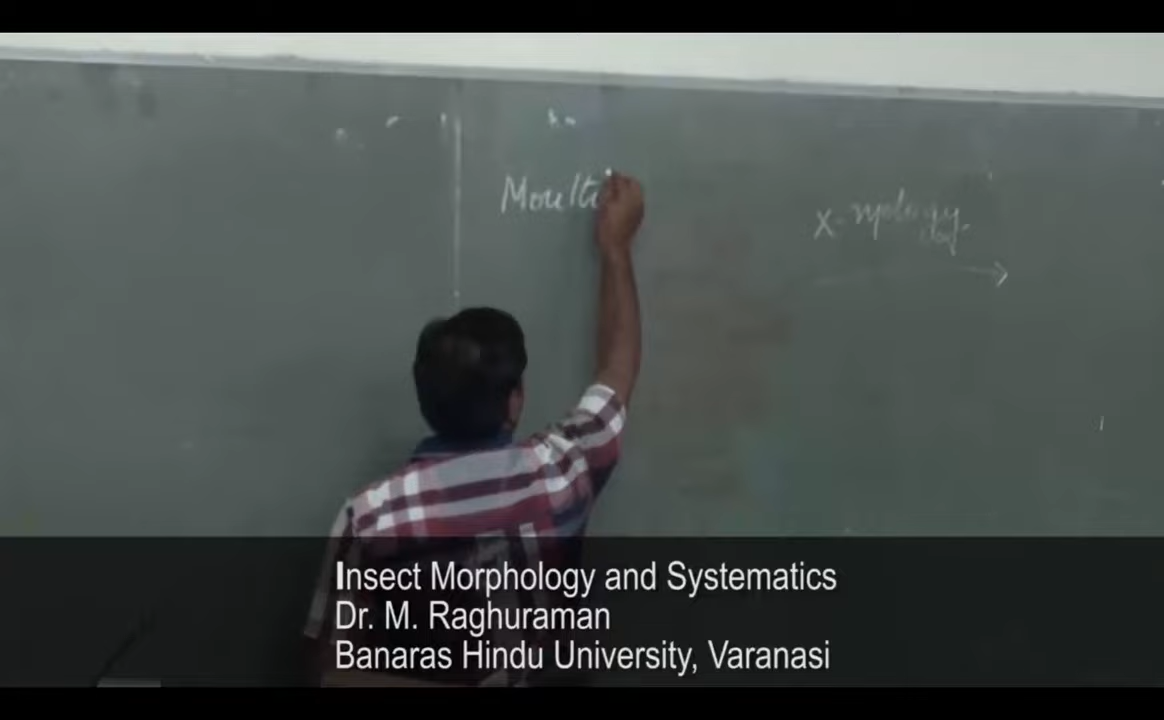 Moulti
Insect Morphology and Systematics
Dr. M. Raghuraman
Banaras Hindu University, Varanasi